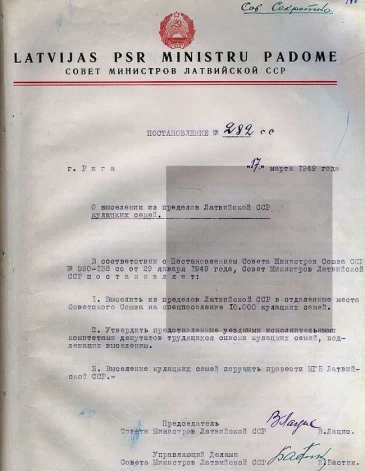 Сов. Секретно
LATVIJAS PSR MINISTRU PADOME
СОВЕТ МИНИСТРОВ ЛАТВИЙСКОЙ ССР
ПОСТАНОВЛЕНИЕ № 282 сс
г. Рига "17" марта 1949 года
О выселении из пределов Латвийской ССР
кулацких семей.
В соответствии с Постановлением Совета Министров Союза ССР
№ 390-138 сс от 29 января 1949 года, Совет Министров Латвийской
ССР п о с т а н о в л я е т:
1. Выселить из пределов Латвийской ССР в отдаленные места
Советского Союза на спецпоселение 10.000 кулацких семей.
2. Утвердить представленные уездными исполнительными
комитетами депутатов трудящихся списки кулацких семей, под-
лежащих выселению.
3. Выселение кулацких семей поручить провести МГБ Латвий-
ской ССР.-
Председатель
Совета Министров Латвийской ССР В.Лацис В.Лацис.
Управляющий Делами
Совета Министров Латвийской ССР Бастин Бастин.